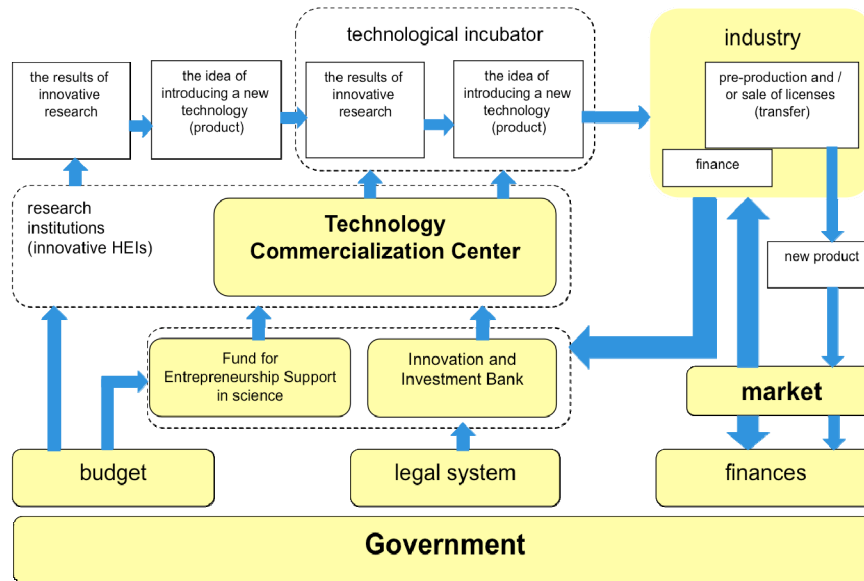 technological incubator
industry
the results of
innovative
research
the idea of
introducing a new
technology
(product)
the results of
innovative
research
the idea of
introducing a new
technology
(product)
pre-production and /
or sale of licenses
(transfer)
finance
research
institutions
(innovative HEIs)
Technology
Commercialization Center
new product
Fund for
Entrepreneurship Support
in science
Innovation and
Investment Bank
market
budget
legal system
finances
Government